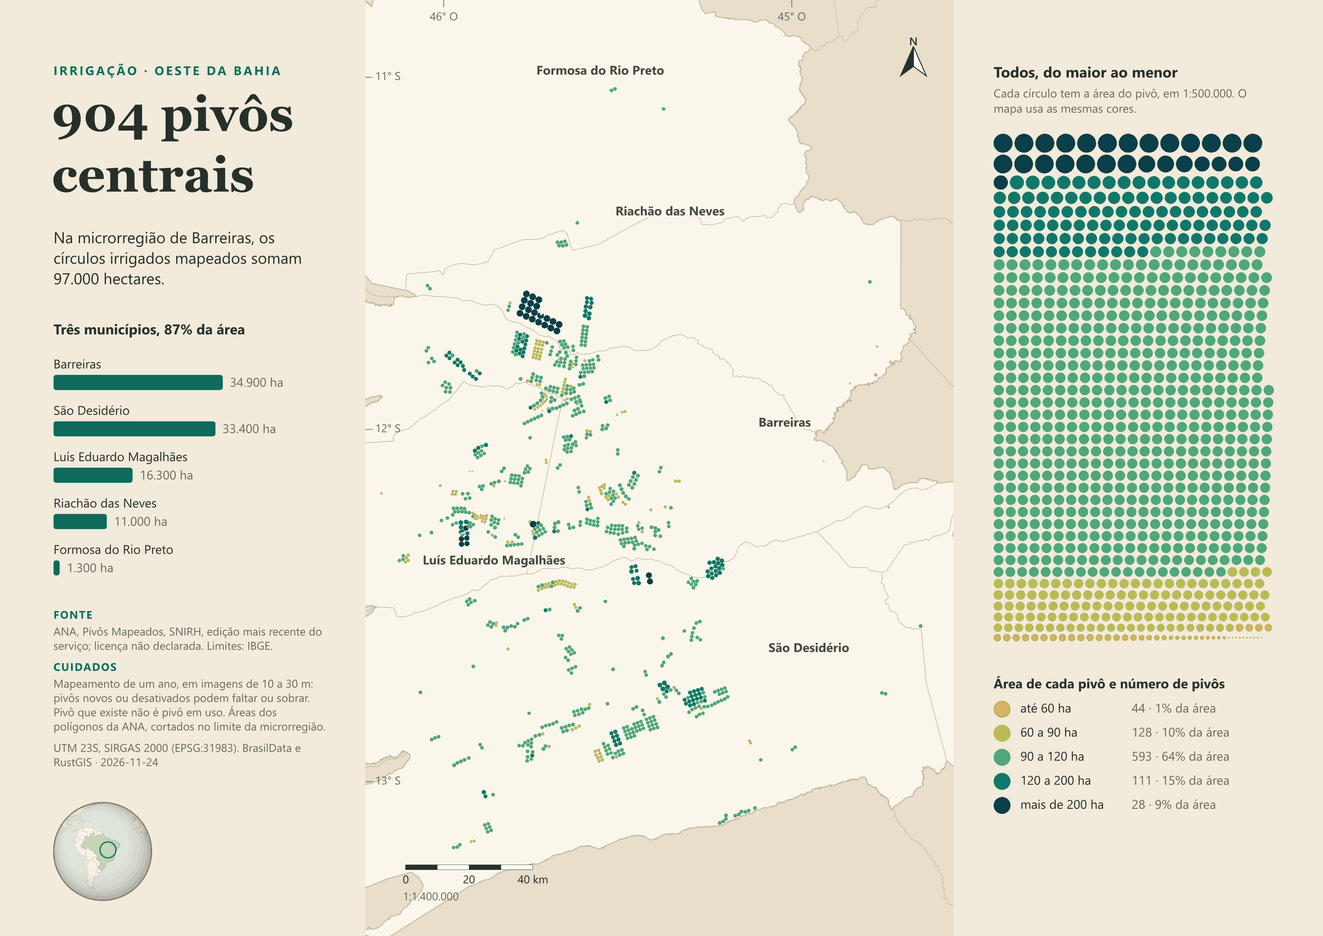 IRRIGAÇÃO · OESTE DA BAHIA
904 pivôs
centrais
Na microrregião de Barreiras, os
círculos irrigados mapeados somam
97.000 hectares.
Três municípios, 87% da área
Barreiras
34.900 ha
São Desidério
33.400 ha
Luís Eduardo Magalhães
16.300 ha
Riachão das Neves
11.000 ha
Formosa do Rio Preto
1.300 ha
FONTE
ANA, Pivôs Mapeados, SNIRH, edição mais recente do
serviço; licença não declarada. Limites: IBGE.
CUIDADOS
Mapeamento de um ano, em imagens de 10 a 30 m:
pivôs novos ou desativados podem faltar ou sobrar.
Pivô que existe não é pivô em uso. Áreas dos
polígonos da ANA, cortados no limite da microrregião.
UTM 23S, SIRGAS 2000 (EPSG:31983). BrasilData e
RustGIS · 2026-11-24
46° O
45° O
N
11° S
Formosa do Rio Preto
Riachão das Neves
Barreiras
12° S
Luís Eduardo Magalhães
São Desidério
13° S
0 20 40 km
1:1.400.000
Todos, do maior ao menor
Cada círculo tem a área do pivô, em 1:500.000. O
mapa usa as mesmas cores.
Área de cada pivô e número de pivôs
até 60 ha 44 · 1% da área
60 a 90 ha 128 · 10% da área
90 a 120 ha 593 · 64% da área
120 a 200 ha 111 · 15% da área
mais de 200 ha 28 · 9% da área